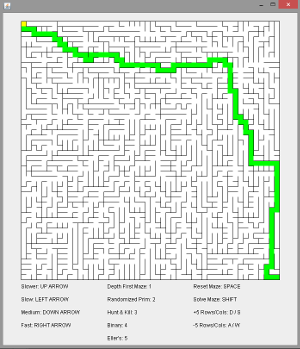 Slower: UP ARROW Depth First Maze: 1 Reset Maze: SPACE
Slow: LEFT ARROW Randomized Prim: 2 Solve Maze: SHIFT
Medium: DOWN ARROW Hunt & Kill: 3 +5 Rows/Cols: D / S
Fast: RIGHT ARROW Binary: 4 -5 Rows/Cols: A / W
Eller's: 5